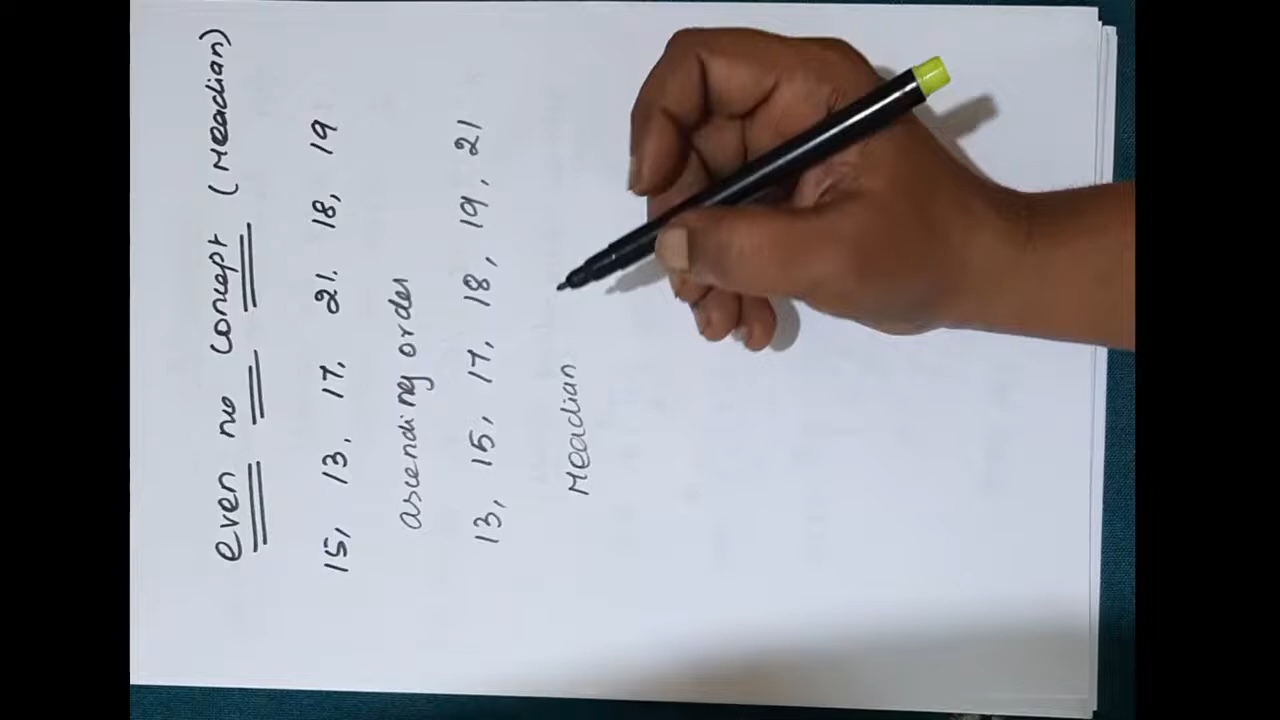 even no concept (Meadian)
15, 13, 17, 21. 18, 19
ascending order
13, 15, 17, 18, 19, 21
Meadian